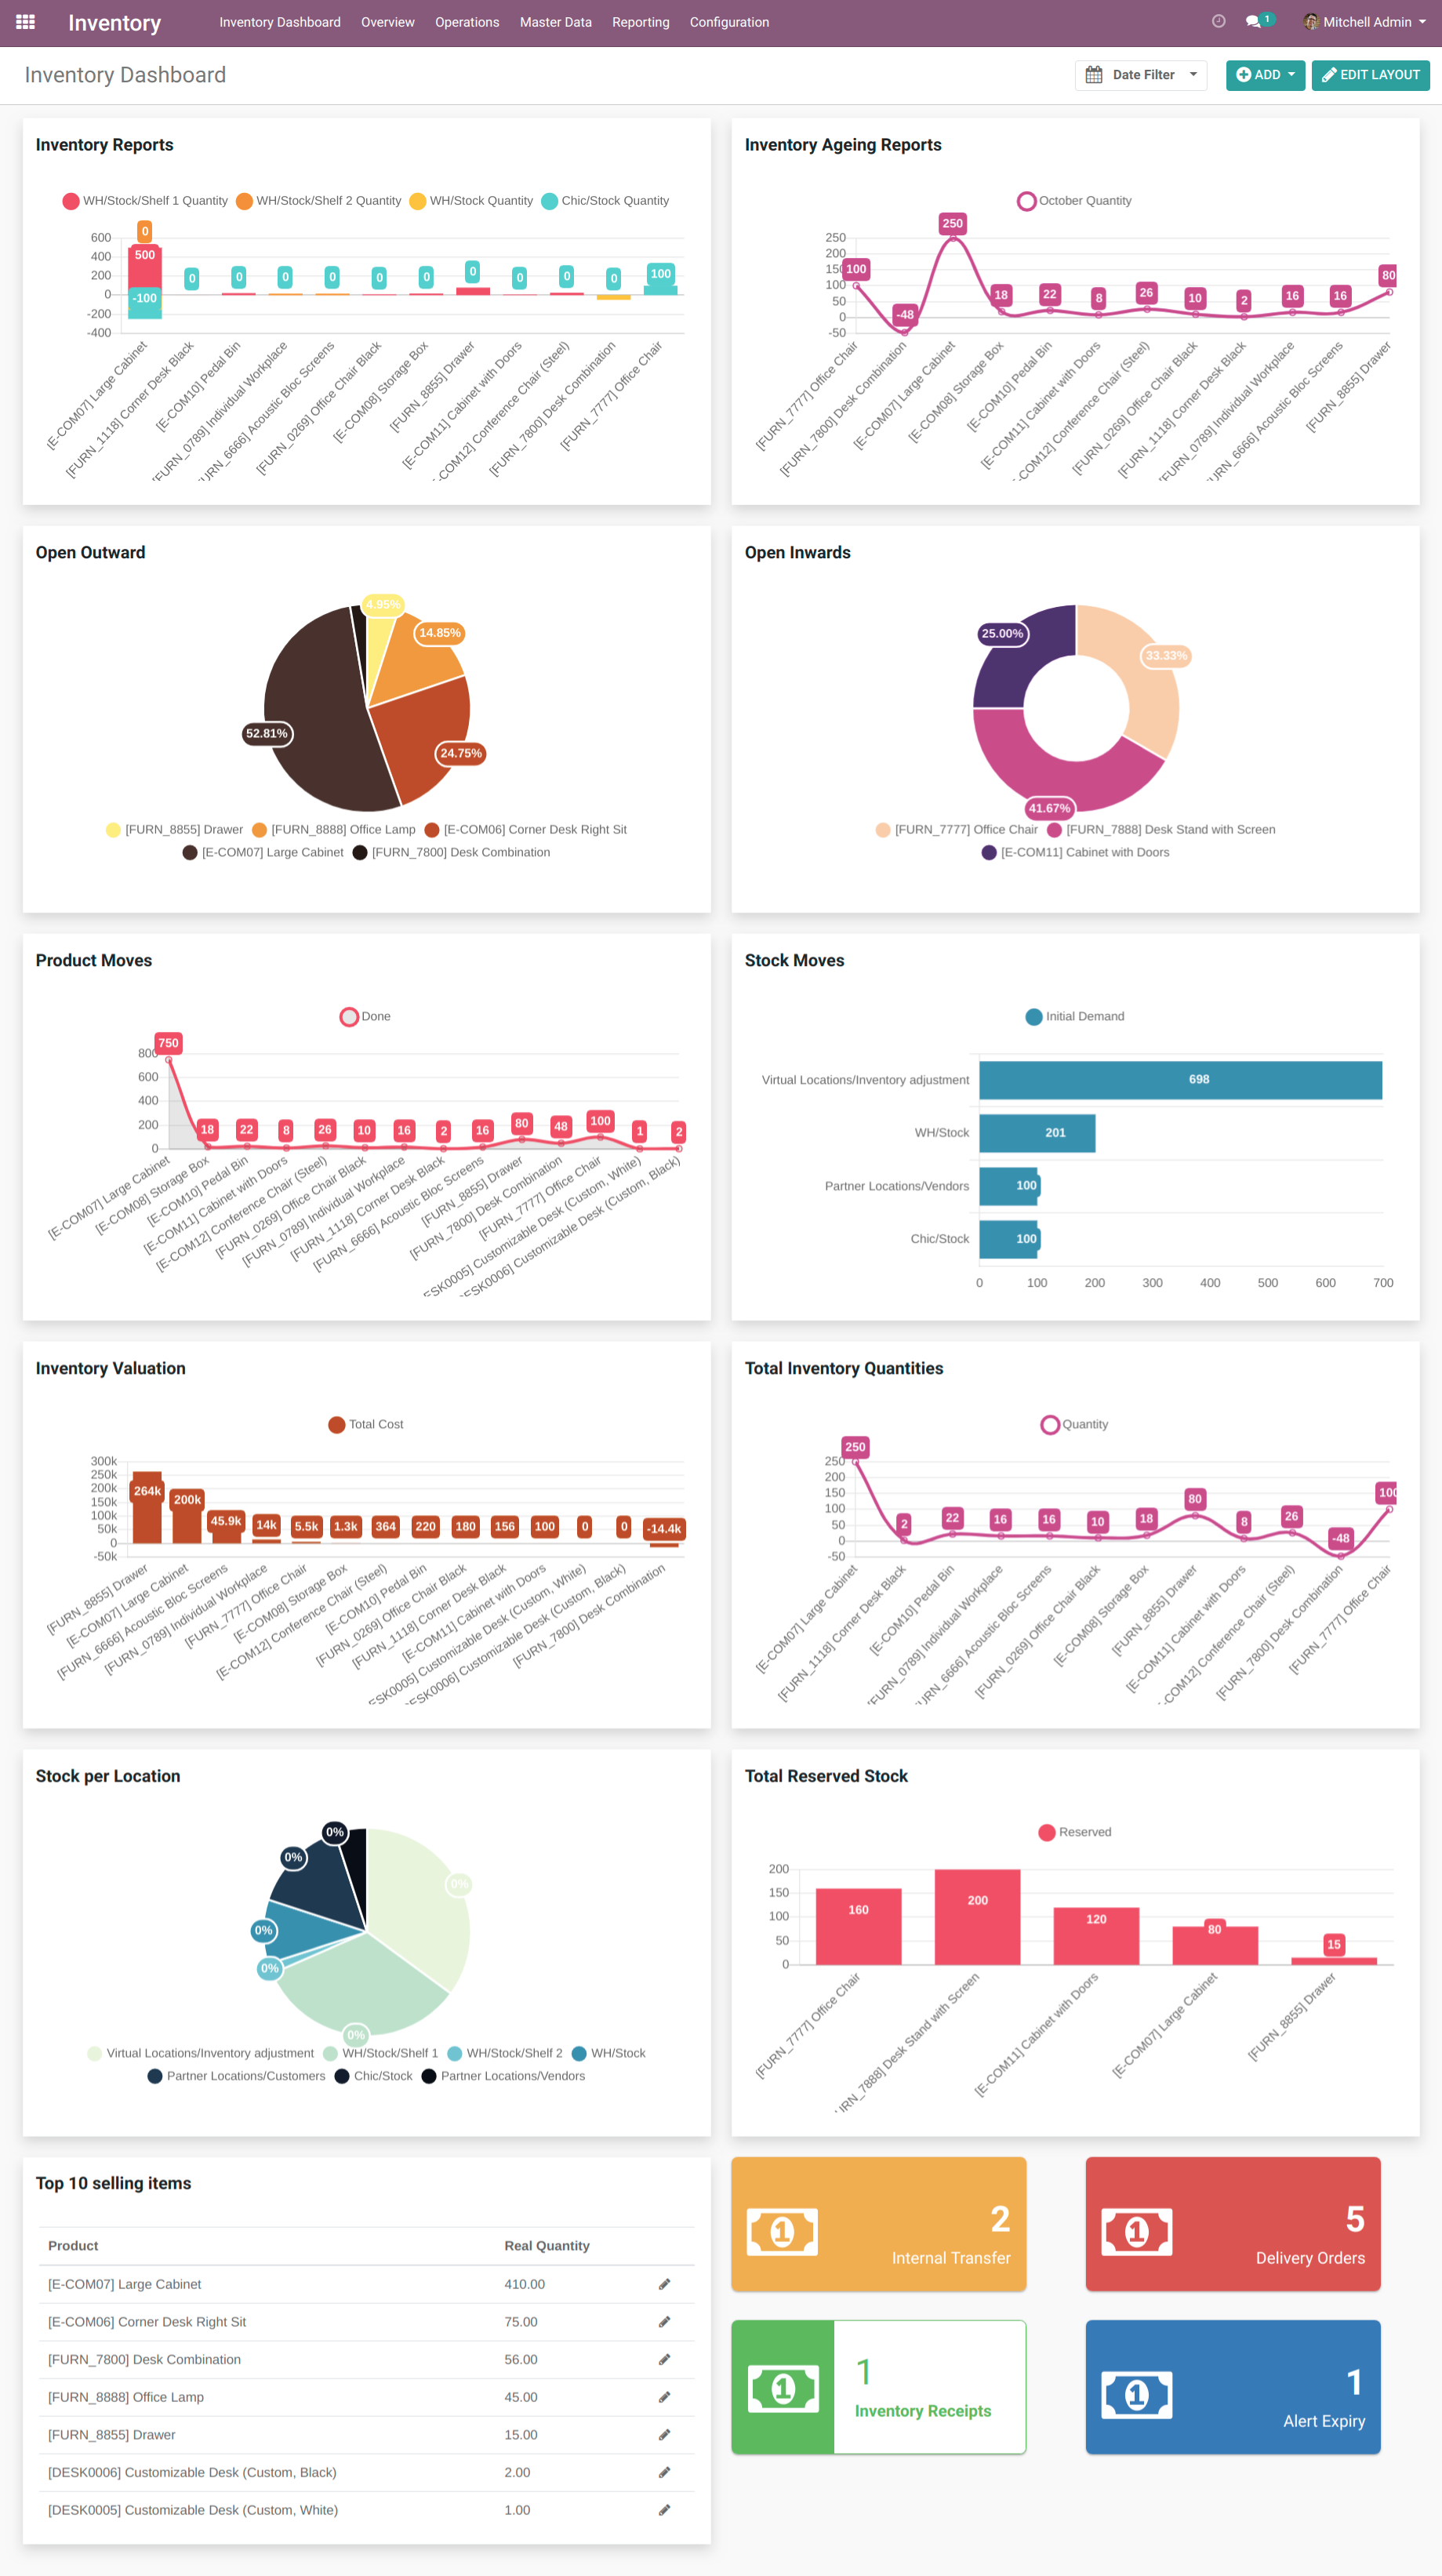 Inventory Inventory Dashboard Overview Operations Master Data Reporting Configuration 1 Mitchell Admin
Inventory Dashboard Date Filter ADD EDIT LAYOUT
Inventory Reports
WH/Stock/Shelf 1 Quantity WH/Stock/Shelf 2 Quantity WH/Stock Quantity Chic/Stock Quantity
600
400
200
0
-200
-400
0
500
-100
0 0 0 0 0 0 0 0 0 0 100
[E-COM07] Large Cabinet
[FURN_1118] Corner Desk Black
[E-COM10] Pedal Bin
[FURN_0789] Individual Workplace
FURN_6666] Acoustic Bloc Screens
[FURN_0269] Office Chair Black
[E-COM08] Storage Box
[FURN_8855] Drawer
[E-COM11] Cabinet with Doors
-COM12] Conference Chair (Steel)
[FURN_7800] Desk Combination
[FURN_7777] Office Chair
Inventory Ageing Reports
October Quantity
250
200
150
100
50
0
-50
100 -48 250 18 22 8 26 10 2 16 16 80
[FURN_7777] Office Chair
[FURN_7800] Desk Combination
[E-COM07] Large Cabinet
[E-COM08] Storage Box
[E-COM10] Pedal Bin
[E-COM11] Cabinet with Doors
-COM12] Conference Chair (Steel)
[FURN_0269] Office Chair Black
[FURN_1118] Corner Desk Black
[FURN_0789] Individual Workplace
URN_6666] Acoustic Bloc Screens
[FURN_8855] Drawer
Open Outward
4.95%
14.85%
52.81%
24.75%
[FURN_8855] Drawer [FURN_8888] Office Lamp [E-COM06] Corner Desk Right Sit
[E-COM07] Large Cabinet [FURN_7800] Desk Combination
Open Inwards
25.00%
33.33%
41.67%
[FURN_7777] Office Chair [FURN_7888] Desk Stand with Screen
[E-COM11] Cabinet with Doors
Product Moves
Done
800
600
400
200
0
750 18 22 8 26 10 16 2 16 80 48 100 1 2
[E-COM07] Large Cabinet
[E-COM08] Storage Box
[E-COM10] Pedal Bin
[E-COM11] Cabinet with Doors
[E-COM12] Conference Chair (Steel)
[FURN_0269] Office Chair Black
[FURN_0789] Individual Workplace
[FURN_1118] Corner Desk Black
[FURN_6666] Acoustic Bloc Screens
[FURN_8855] Drawer
[FURN_7800] Desk Combination
[FURN_7777] Office Chair
ESK0005] Customizable Desk (Custom, White)
ESK0006] Customizable Desk (Custom, Black)
Stock Moves
Initial Demand
Virtual Locations/Inventory adjustment 698
WH/Stock 201
Partner Locations/Vendors 100
Chic/Stock 100
0 100 200 300 400 500 600 700
Inventory Valuation
Total Cost
300k
250k
200k
150k
100k
50k
0
-50k
264k 200k 45.9k 14k 5.5k 1.3k 364 220 180 156 100 0 0 -14.4k
[FURN_8855] Drawer
[E-COM07] Large Cabinet
[FURN_6666] Acoustic Bloc Screens
[FURN_0789] Individual Workplace
[FURN_7777] Office Chair
[E-COM08] Storage Box
[E-COM12] Conference Chair (Steel)
[E-COM10] Pedal Bin
[FURN_0269] Office Chair Black
[FURN_1118] Corner Desk Black
[E-COM11] Cabinet with Doors
ESK0005] Customizable Desk (Custom, White)
ESK0006] Customizable Desk (Custom, Black)
[FURN_7800] Desk Combination
Total Inventory Quantities
Quantity
250
200
150
100
50
0
-50
250 2 22 16 16 10 18 80 8 26 -48 100
[E-COM07] Large Cabinet
[FURN_1118] Corner Desk Black
[E-COM10] Pedal Bin
[FURN_0789] Individual Workplace
URN_6666] Acoustic Bloc Screens
[FURN_0269] Office Chair Black
[E-COM08] Storage Box
[FURN_8855] Drawer
[E-COM11] Cabinet with Doors
-COM12] Conference Chair (Steel)
[FURN_7800] Desk Combination
[FURN_7777] Office Chair
Stock per Location
0%
0%
0%
0%
0%
0%
Virtual Locations/Inventory adjustment WH/Stock/Shelf 1 WH/Stock/Shelf 2 WH/Stock
Partner Locations/Customers Chic/Stock Partner Locations/Vendors
Total Reserved Stock
Reserved
200
150
100
50
0
160 200 120 80 15
[FURN_7777] Office Chair
URN_7888] Desk Stand with Screen
[E-COM11] Cabinet with Doors
[E-COM07] Large Cabinet
[FURN_8855] Drawer
Top 10 selling items
Product Real Quantity
[E-COM07] Large Cabinet 410.00
[E-COM06] Corner Desk Right Sit 75.00
[FURN_7800] Desk Combination 56.00
[FURN_8888] Office Lamp 45.00
[FURN_8855] Drawer 15.00
[DESK0006] Customizable Desk (Custom, Black) 2.00
[DESK0005] Customizable Desk (Custom, White) 1.00
1 2
Internal Transfer
1 5
Delivery Orders
1 1
Inventory Receipts
1 1
Alert Expiry